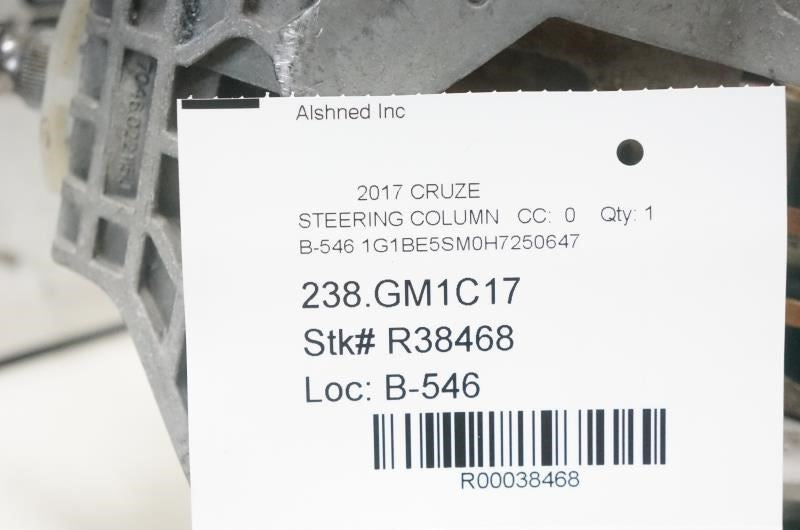 Alshned Inc
2017 CRUZE
STEERING COLUMN CC: 0 Qty: 1
B-546 1G1BE5SM0H7250647
238.GM1C17
Stk# R38468
Loc: B-546
R00038468